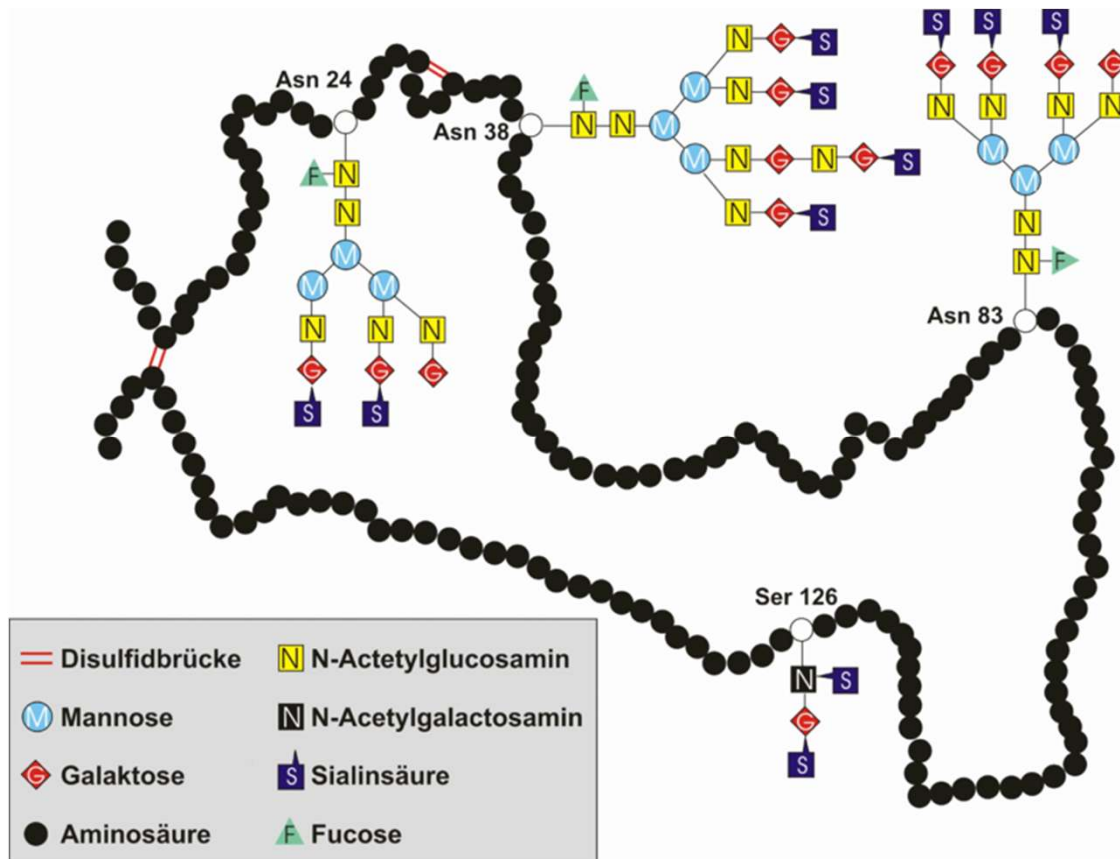 Asn 24
F N
N
M
M M
N N N
G G G
S S
Asn 38
N G S
F M N G S
N N M
M N G N G S
N G S
S S S
G G G G
N N N N
M M
M
N
N F
Asn 83
Ser 126
N S
G
S
Disulfidbrücke
N N-Actetylglucosamin
M Mannose
N N-Acetylgalactosamin
G Galaktose
S Sialinsäure
Aminosäure
F Fucose